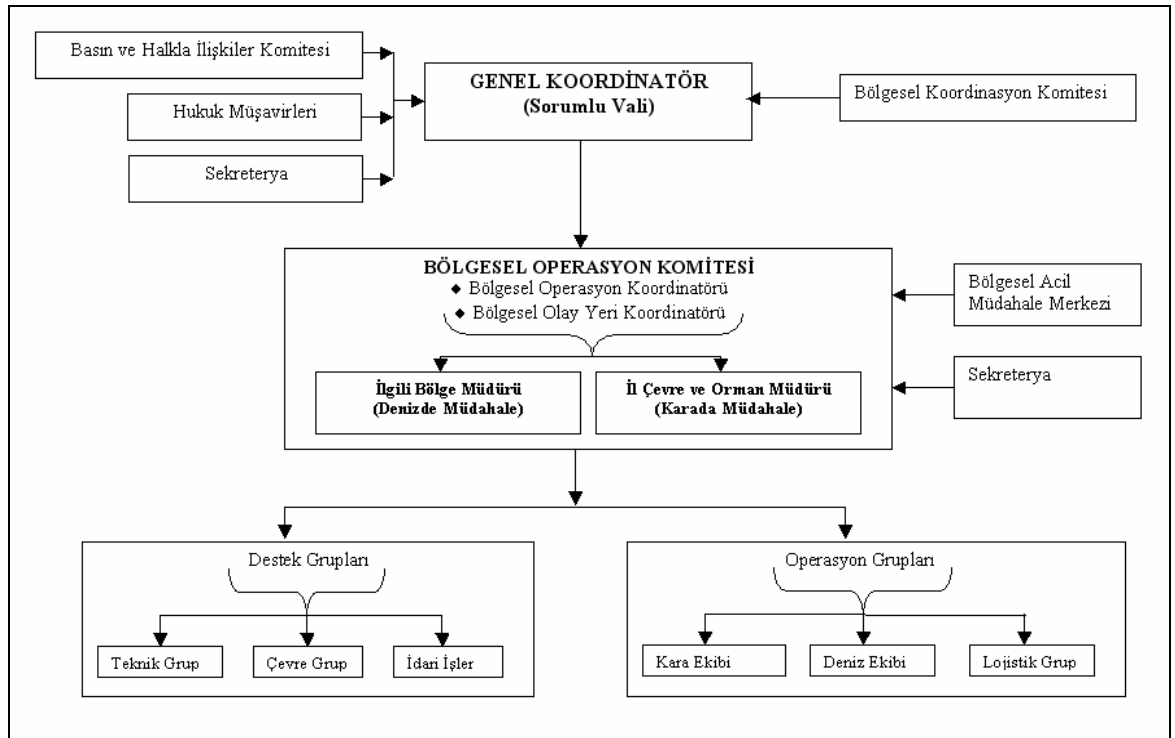 Basın ve Halkla İlişkiler Komitesi
GENEL KOORDİNATÖR
(Sorumlu Vali)
Bölgesel Koordinasyon Komitesi
Hukuk Müşavirleri
Sekreterya
BÖLGESEL OPERASYON KOMİTESİ
◆ Bölgesel Operasyon Koordinatörü
◆ Bölgesel Olay Yeri Koordinatörü
Bölgesel Acil
Müdahale Merkezi
İlgili Bölge Müdürü
(Denizde Müdahale)
İl Çevre ve Orman Müdürü
(Karada Müdahale)
Sekreterya
Destek Grupları
Teknik Grup
Çevre Grup
İdari İşler
Operasyon Grupları
Kara Ekibi
Deniz Ekibi
Lojistik Grup